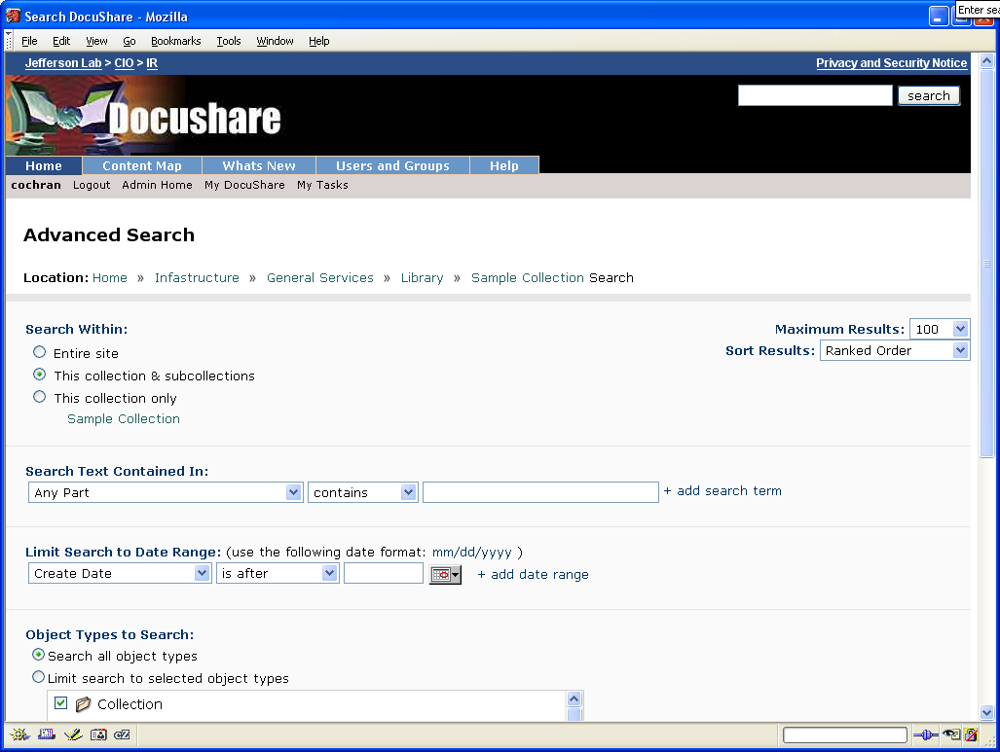 Search DocuShare - Mozilla
Enter sea
File Edit View Go Bookmarks Tools Window Help
Jefferson Lab > CIO > IR Privacy and Security Notice
Docushare
search
Home Content Map Whats New Users and Groups Help
cochran Logout Admin Home My DocuShare My Tasks
Advanced Search
Location: Home » Infastructure » General Services » Library » Sample Collection Search
Search Within: Maximum Results: 100
Entire site Sort Results: Ranked Order
This collection & subcollections
This collection only
Sample Collection
Search Text Contained In:
Any Part contains + add search term
Limit Search to Date Range: (use the following date format: mm/dd/yyyy )
Create Date is after + add date range
Object Types to Search:
Search all object types
Limit search to selected object types
Collection